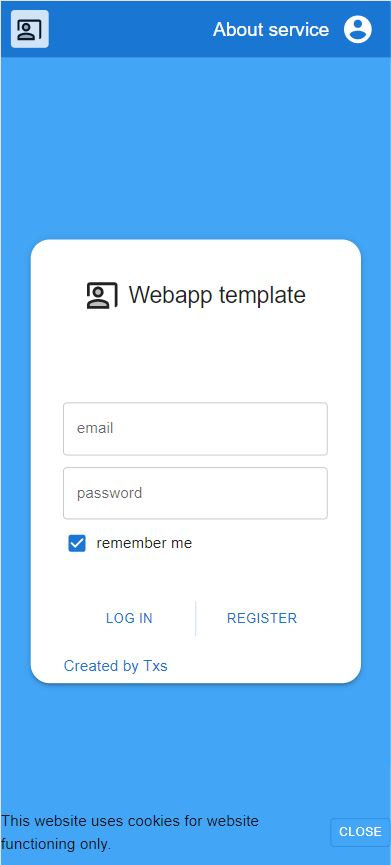 About service
Webapp template
email
password
remember me
LOG IN
REGISTER
Created by Txs
This website uses cookies for website
functioning only.
CLOSE